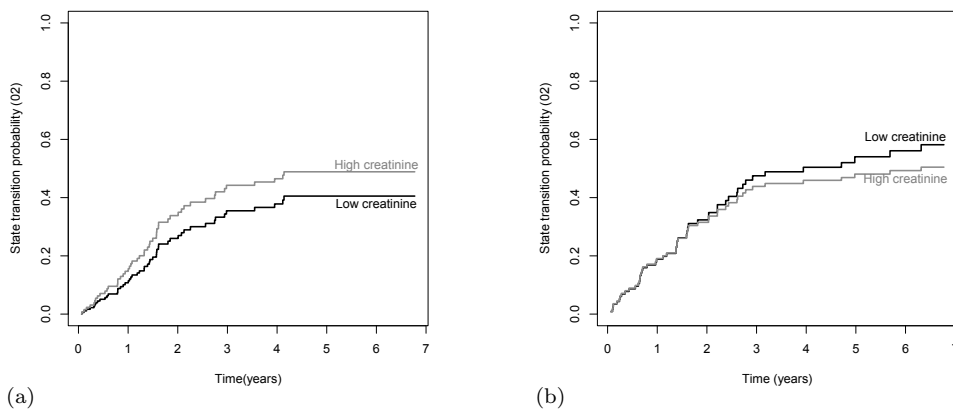 State transition probability (02)
1.0
0.8
0.6
0.4
0.2
0.0
High creatinine
Low creatinine
0 1 2 3 4 5 6 7
Time(years)
(a)
State transition probability (02)
1.0
0.8
0.6
0.4
0.2
0.0
Low creatinine
High creatinine
0 1 2 3 4 5 6 7
Time (years)
(b)